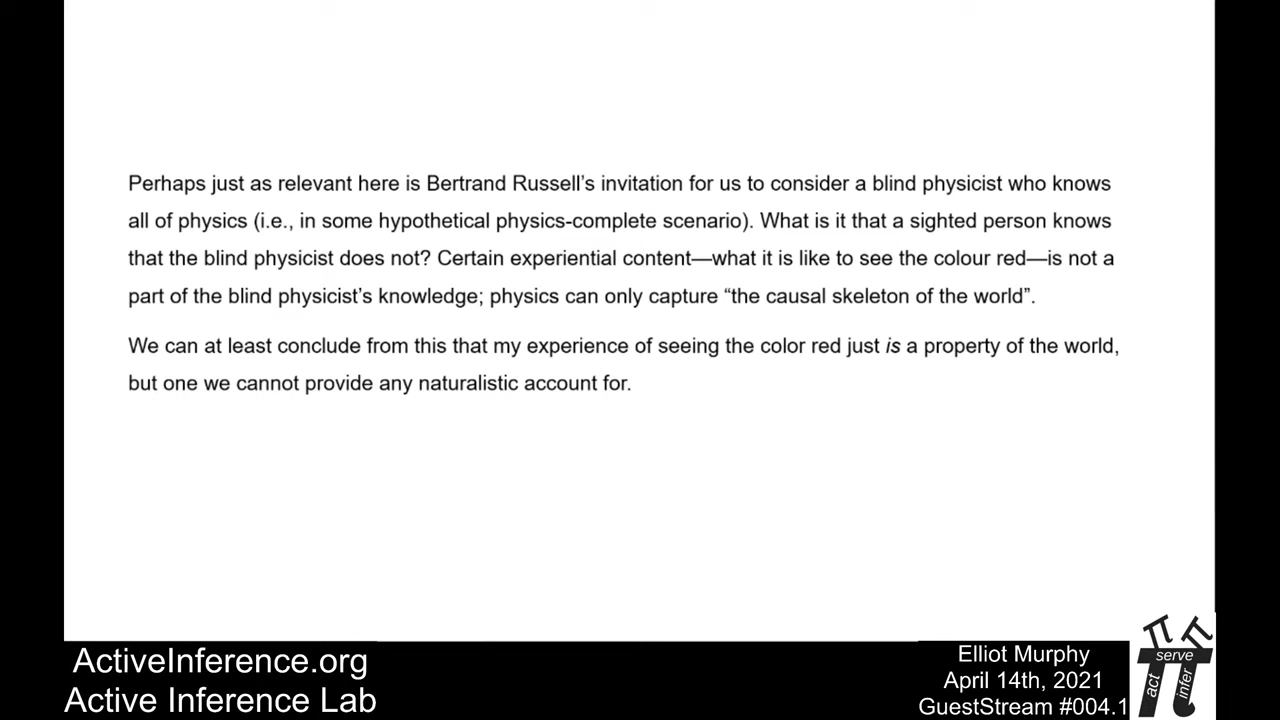 Perhaps just as relevant here is Bertrand Russell’s invitation for us to consider a blind physicist who knows
all of physics (i.e., in some hypothetical physics-complete scenario). What is it that a sighted person knows
that the blind physicist does not? Certain experiential content—what it is like to see the colour red—is not a
part of the blind physicist’s knowledge; physics can only capture “the causal skeleton of the world”.
We can at least conclude from this that my experience of seeing the color red just is a property of the world,
but one we cannot provide any naturalistic account for.
ActiveInference.org
Active Inference Lab
Elliot Murphy
April 14th, 2021
GuestStream #004.1
serve
act
infer